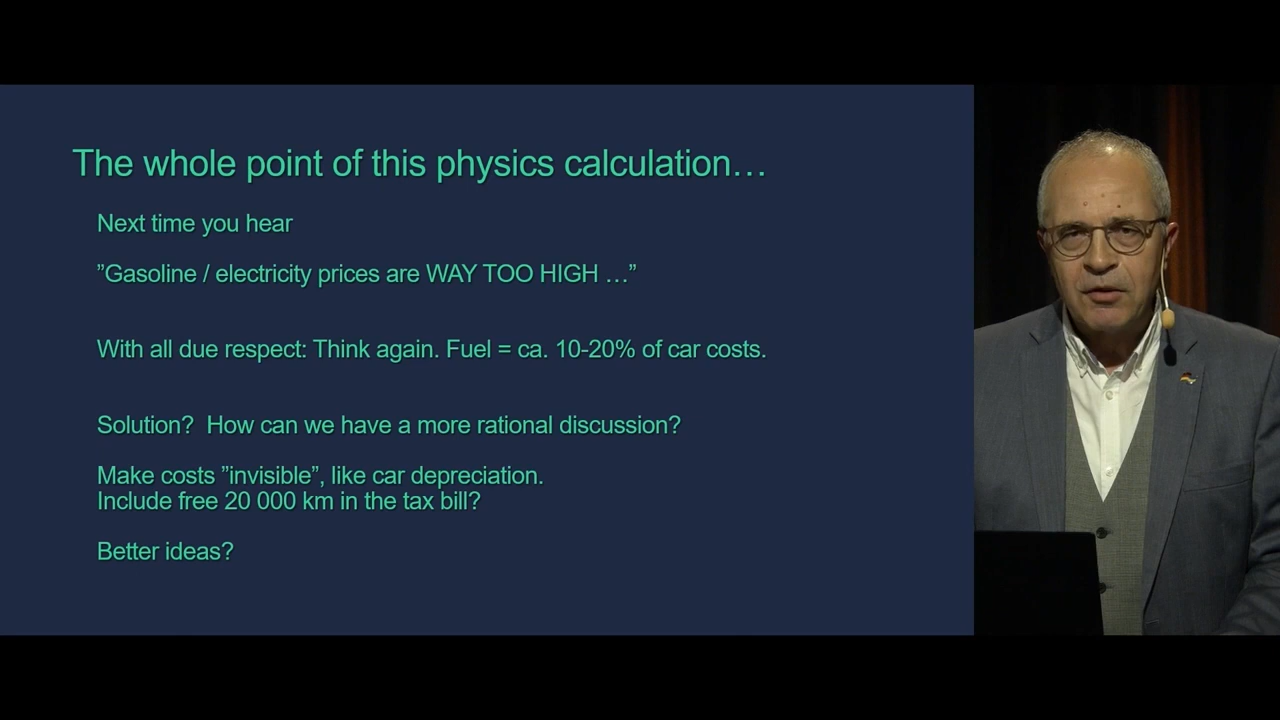 The whole point of this physics calculation…
Next time you hear
”Gasoline / electricity prices are WAY TOO HIGH …”
With all due respect: Think again. Fuel = ca. 10-20% of car costs.
Solution?  How can we have a more rational discussion?
Make costs ”invisible”, like car depreciation.
Include free 20 000 km in the tax bill?
Better ideas?